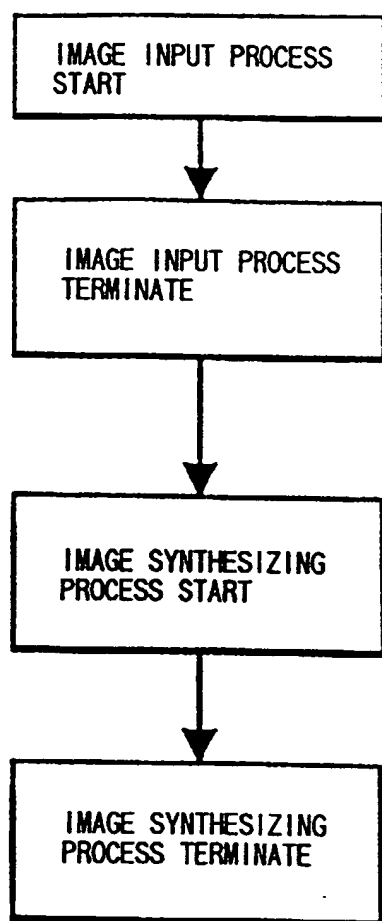 IMAGE INPUT PROCESS
START
IMAGE INPUT PROCESS
TERMINATE
IMAGE SYNTHESIZING
PROCESS START
IMAGE SYNTHESIZING
PROCESS TERMINATE